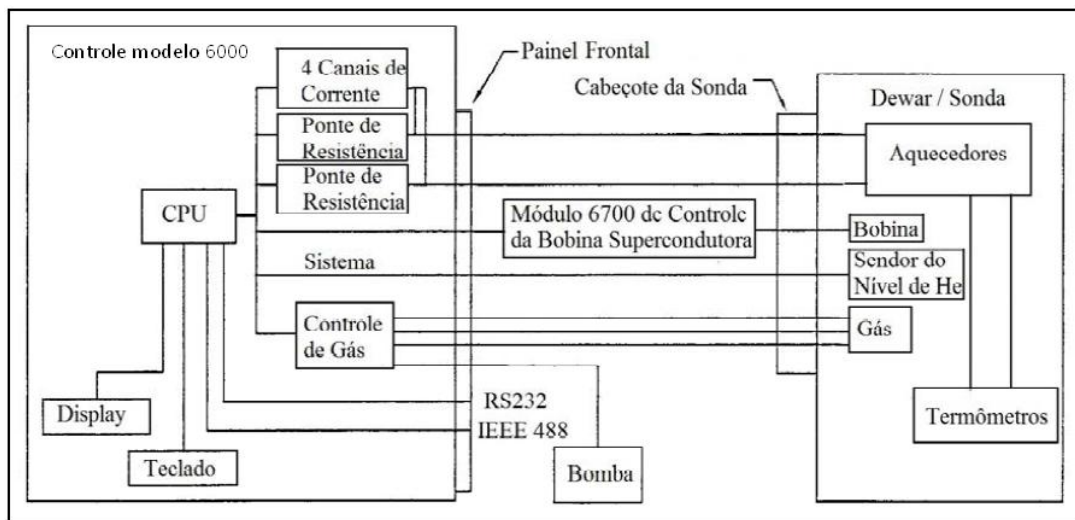 Controle modelo 6000
4 Canais de
Corrente
Ponte de
Resistência
Ponte de
Resistência
CPU
Sistema
Controle
de Gás
Display
Teclado
Painel Frontal
Cabeçote da Sonda
Módulo 6700 de Controle
da Bobina Supercondutora
RS232
IEEE 488
Bomba
Dewar / Sonda
Aquecedores
Bobina
Sendor do
Nível de He
Gás
Termômetros